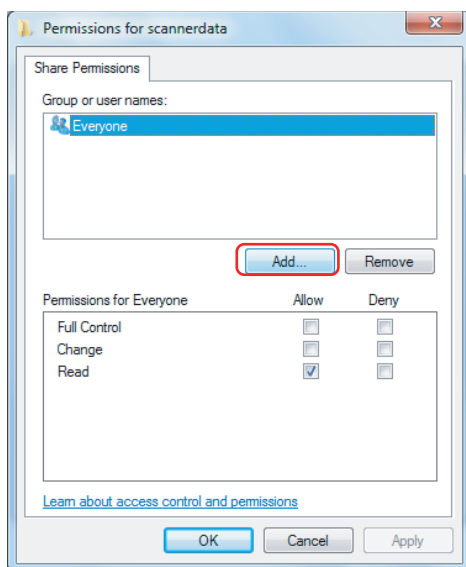 Permissions for scannerdata
Share Permissions
Group or user names:
Everyone
Add... Remove
Permissions for Everyone Allow Deny
Full Control
Change
Read
Learn about access control and permissions
OK Cancel Apply